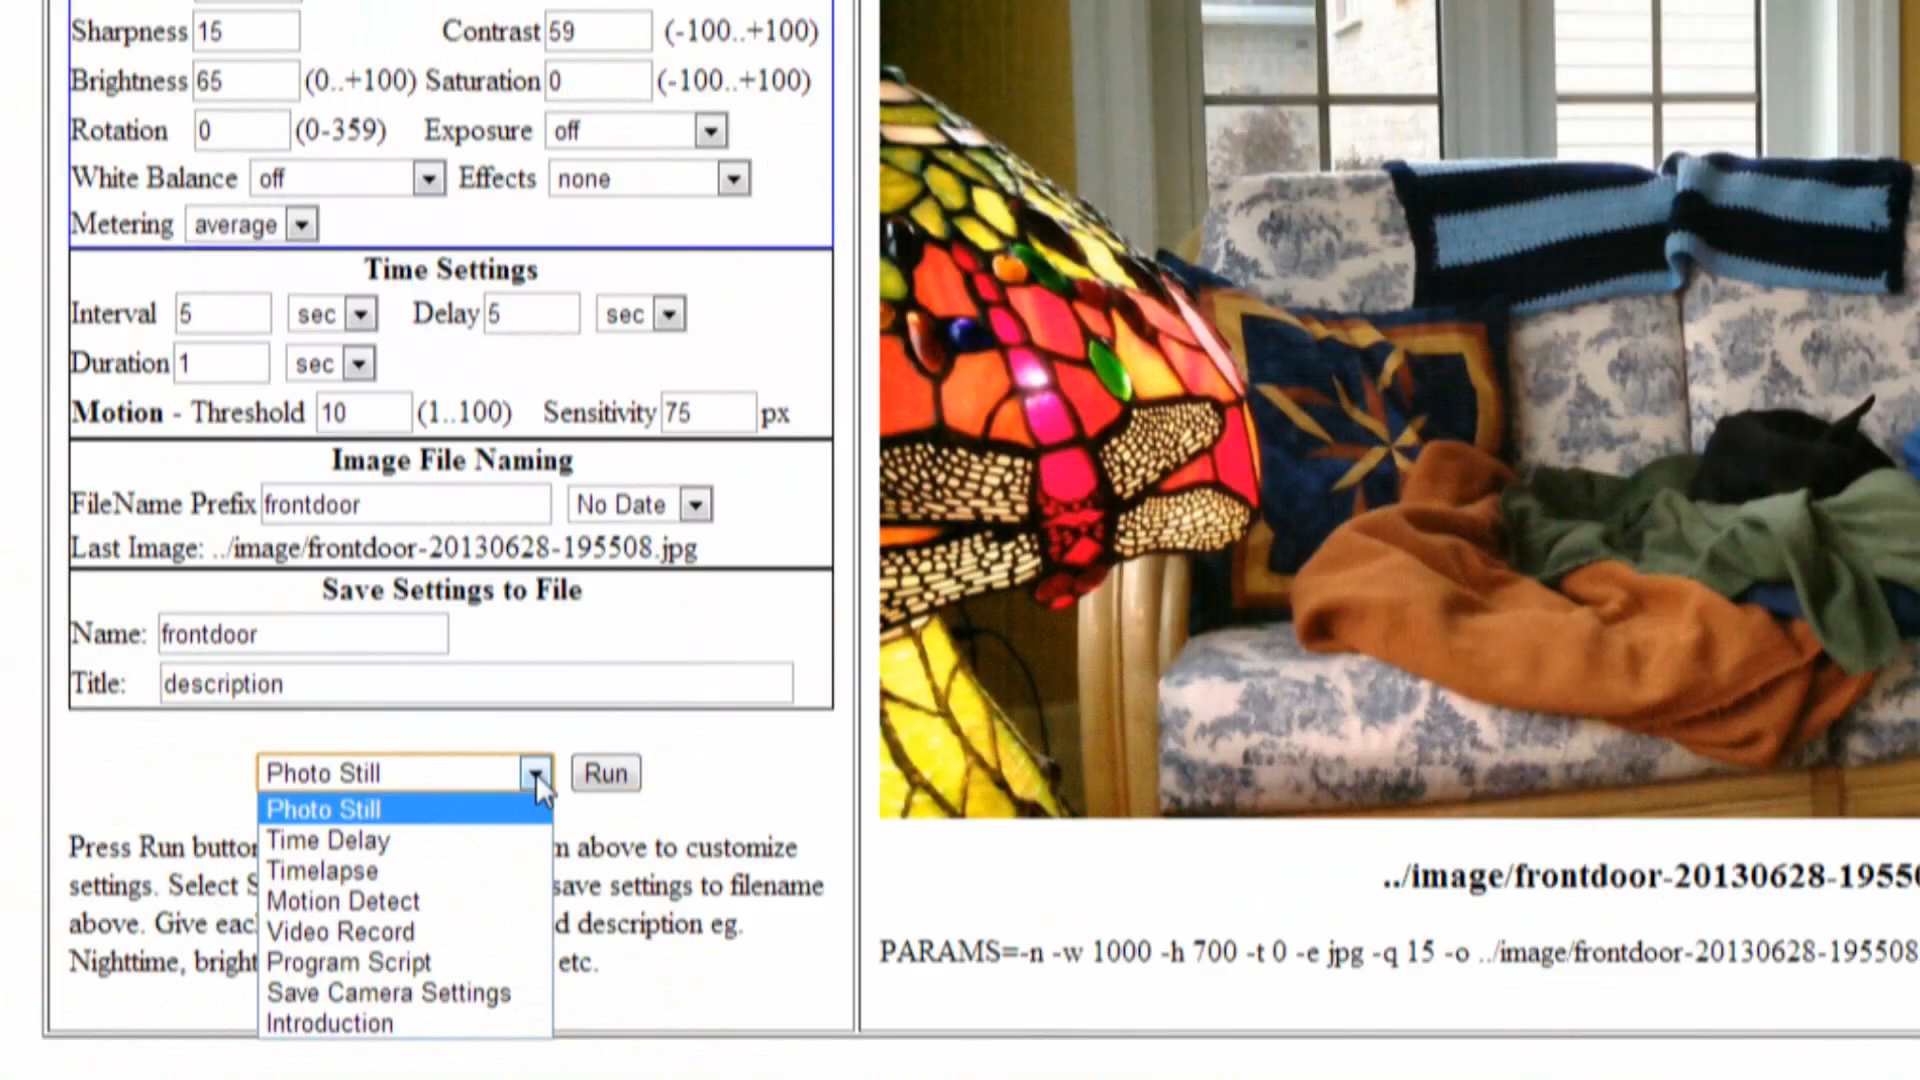 Sharpness 15 Contrast 59 (-100..+100)
Brightness 65 (0..+100) Saturation 0 (-100..+100)
Rotation 0 (0-359) Exposure off
White Balance off Effects none
Metering average
Time Settings
Interval 5 sec Delay 5 sec
Duration 1 sec
Motion - Threshold 10 (1..100) Sensitivity 75 px
Image File Naming
FileName Prefix frontdoor No Date
Last Image: ../image/frontdoor-20130628-195508.jpg
Save Settings to File
Name: frontdoor
Title: description
Photo Still Run
Photo Still
Time Delay
Timelapse
Motion Detect
Video Record
Program Script
Save Camera Settings
Introduction
Press Run above to customize
settings. Select save settings to filename
above. Give description eg.
Nighttime, etc.
../image/frontdoor-20130628-1955
PARAMS=-n -w 1000 -h 700 -t 0 -e jpg -q 15 -o ../image/frontdoor-20130628-195508